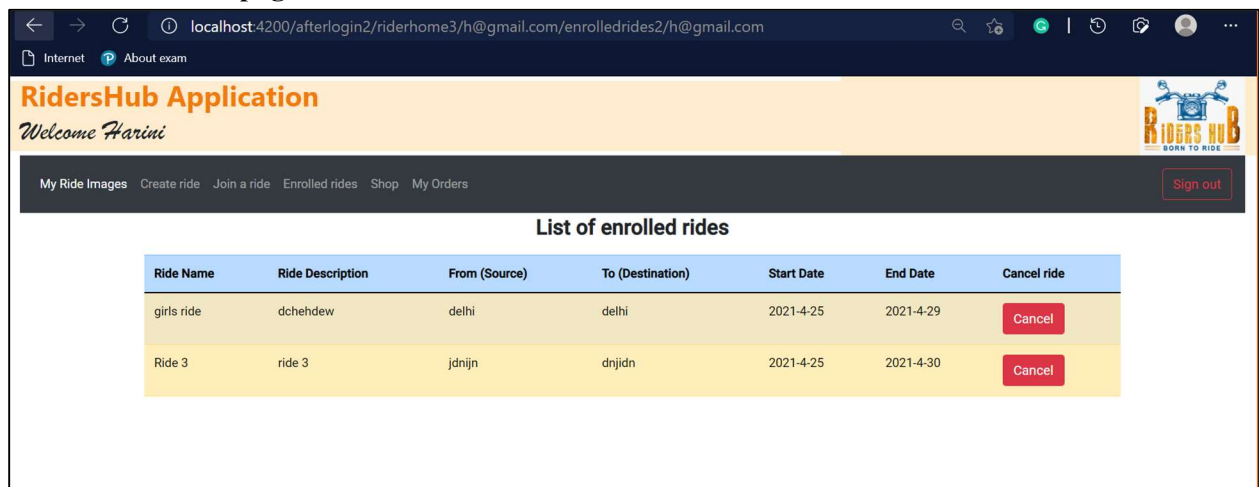 localhost:4200/afterlogin2/riderhome3/h@gmail.com/enrolledrides2/h@gmail.com
Internet About exam
RidersHub Application
Welcome Harini
RIDERS HUB
BORN TO RIDE
My Ride Images Create ride Join a ride Enrolled rides Shop My Orders Sign out
List of enrolled rides
Ride Name Ride Description From (Source) To (Destination) Start Date End Date Cancel ride
girls ride dchehdew delhi delhi 2021-4-25 2021-4-29 Cancel
Ride 3 ride 3 jdnijn dnjidn 2021-4-25 2021-4-30 Cancel